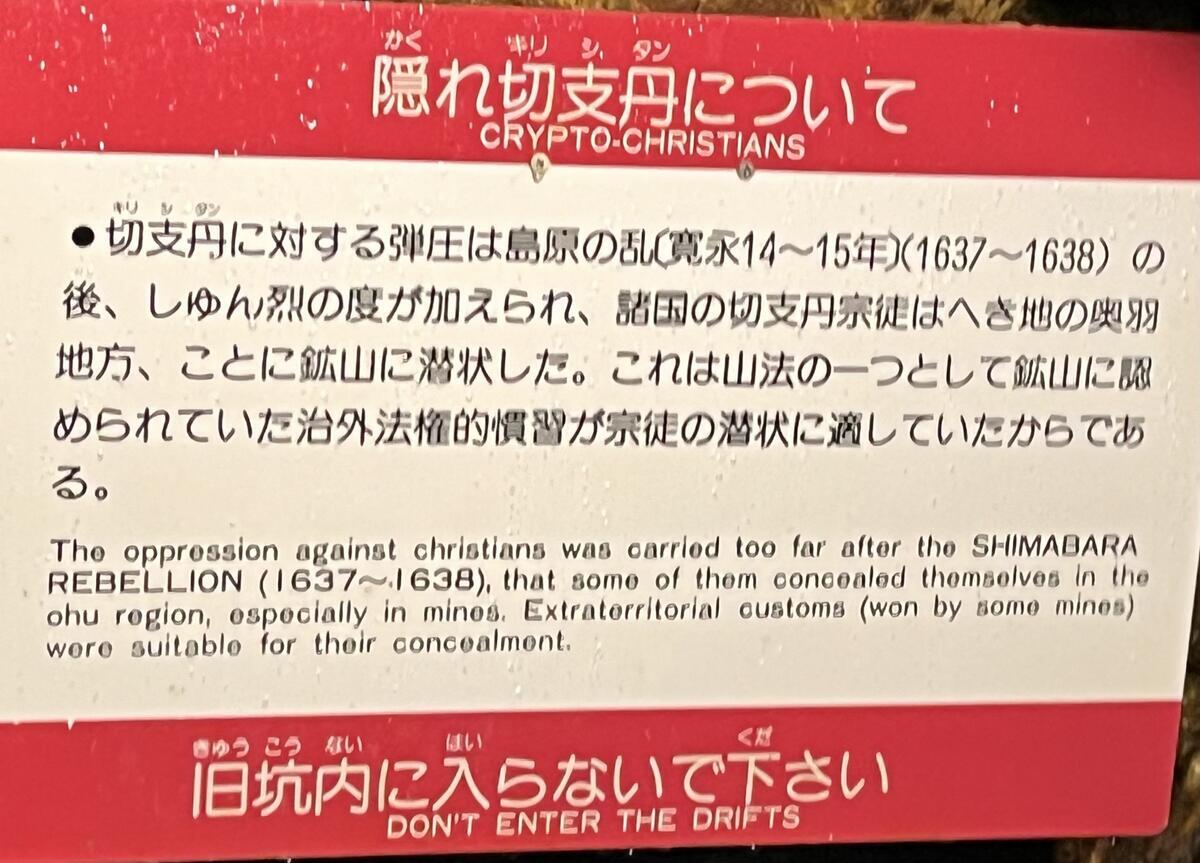 かく キリ シ タン
隠れ切支丹について
CRYPTO-CHRISTIANS
キリ シ タン
●切支丹に対する弾圧は島原の乱(寛永14～15年)(1637～1638)の
後、しゅん烈の度が加えられ、諸国の切支丹宗徒はへき地の奥羽
地方、ことに鉱山に潜状した。これは山法の一つとして鉱山に認
められていた治外法権的慣習が宗徒の潜状に適していたからであ
る。
The oppression against christians was carried too far after the SHIMABARA
REBELLION (1637～1638), that some of them concealed themselves in the
ohu region, especially in mines. Extraterritorial customs (won by some mines)
were suitable for their concealment.
きゅう こう ない はい くだ
旧坑内に入らないで下さい
DON'T ENTER THE DRIFTS